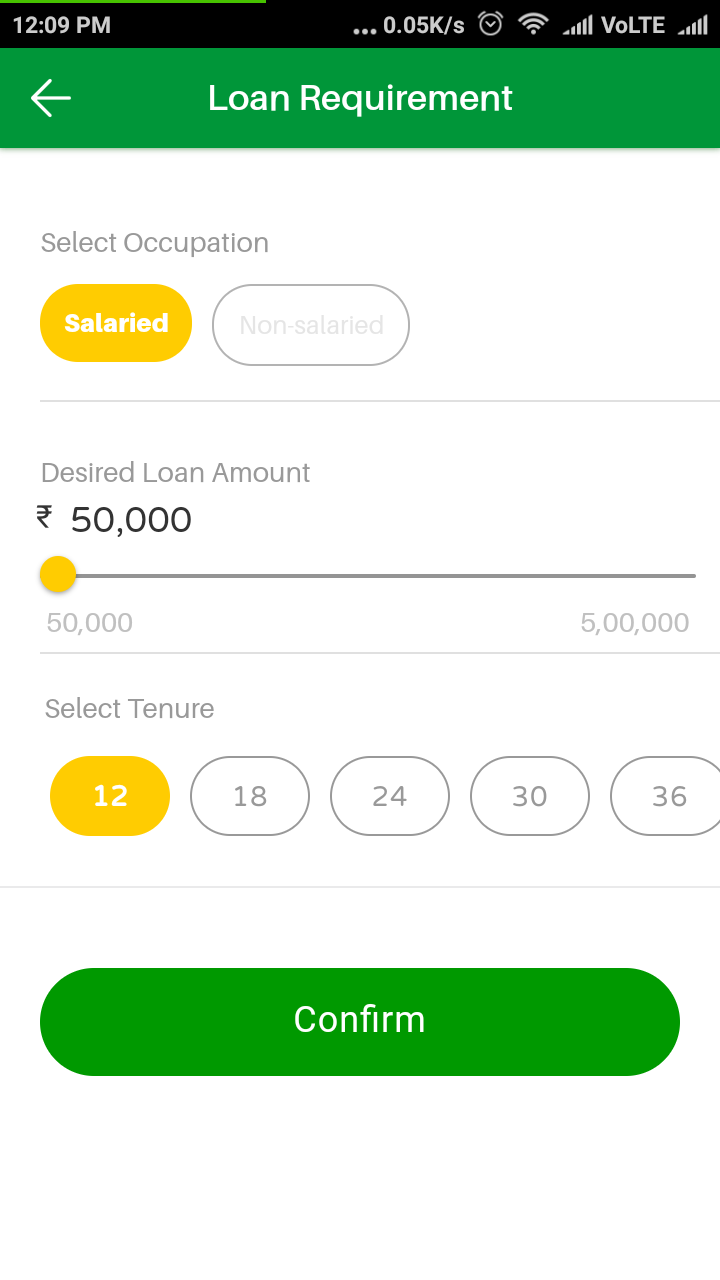 12:09 PM ... 0.05K/s VoLTE
Loan Requirement
Select Occupation
Salaried Non-salaried
Desired Loan Amount
₹ 50,000
50,000 5,00,000
Select Tenure
12 18 24 30 36
Confirm